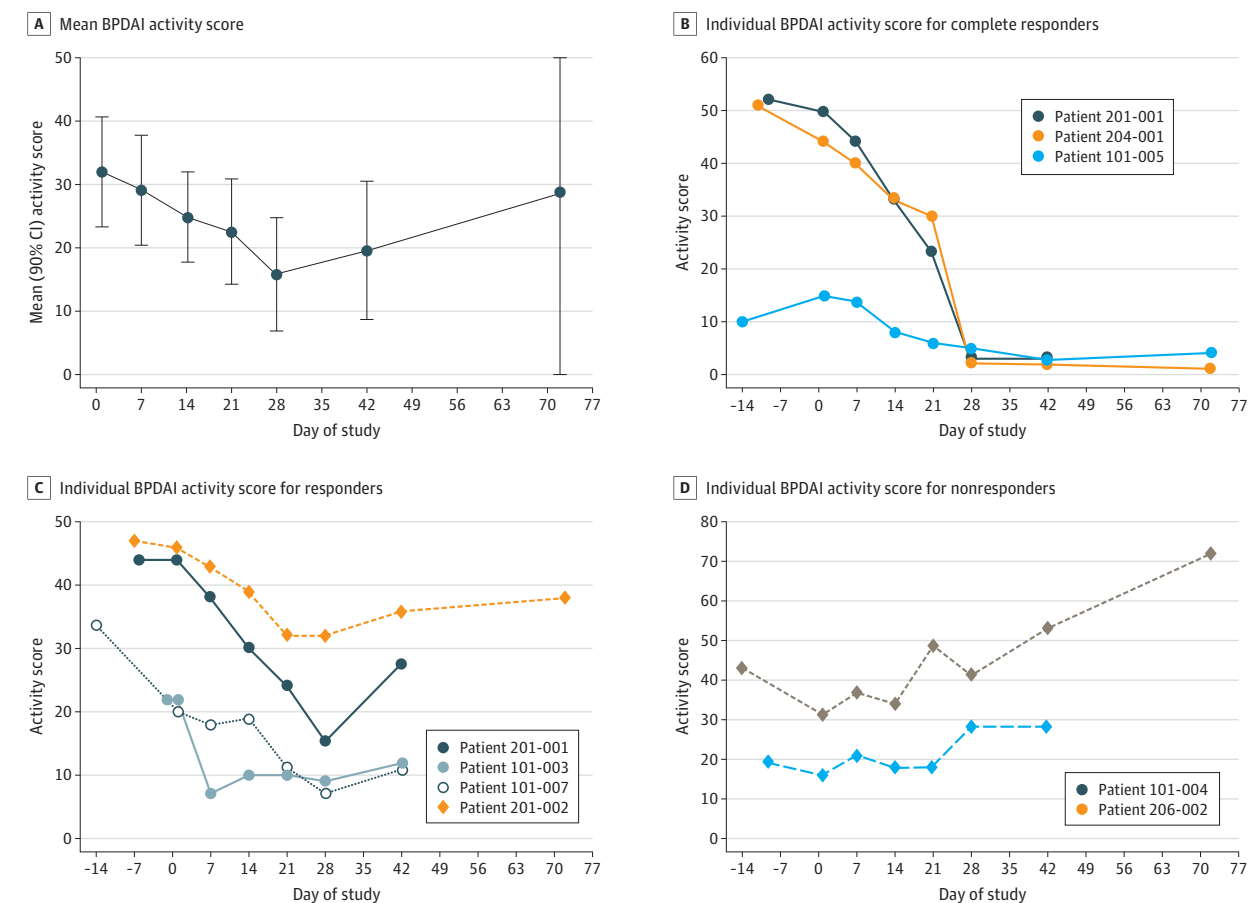 A Mean BPDAI activity score
50
40
30
20
10
0
Mean (90% CI) activity score
0 7 14 21 28 35 42 49 56 63 70 77
Day of study
B Individual BPDAI activity score for complete responders
60
50
40
30
20
10
0
Activity score
Patient 201-001
Patient 204-001
Patient 101-005
-14 -7 0 7 14 21 28 35 42 49 56 63 70 77
Day of study
C Individual BPDAI activity score for responders
50
40
30
20
10
0
Activity score
Patient 201-001
Patient 101-003
Patient 101-007
Patient 201-002
-14 -7 0 7 14 21 28 35 42 49 56 63 70 77
Day of study
D Individual BPDAI activity score for nonresponders
80
70
60
50
40
30
20
10
0
Activity score
Patient 101-004
Patient 206-002
-14 -7 0 7 14 21 28 35 42 49 56 63 70 77
Day of study